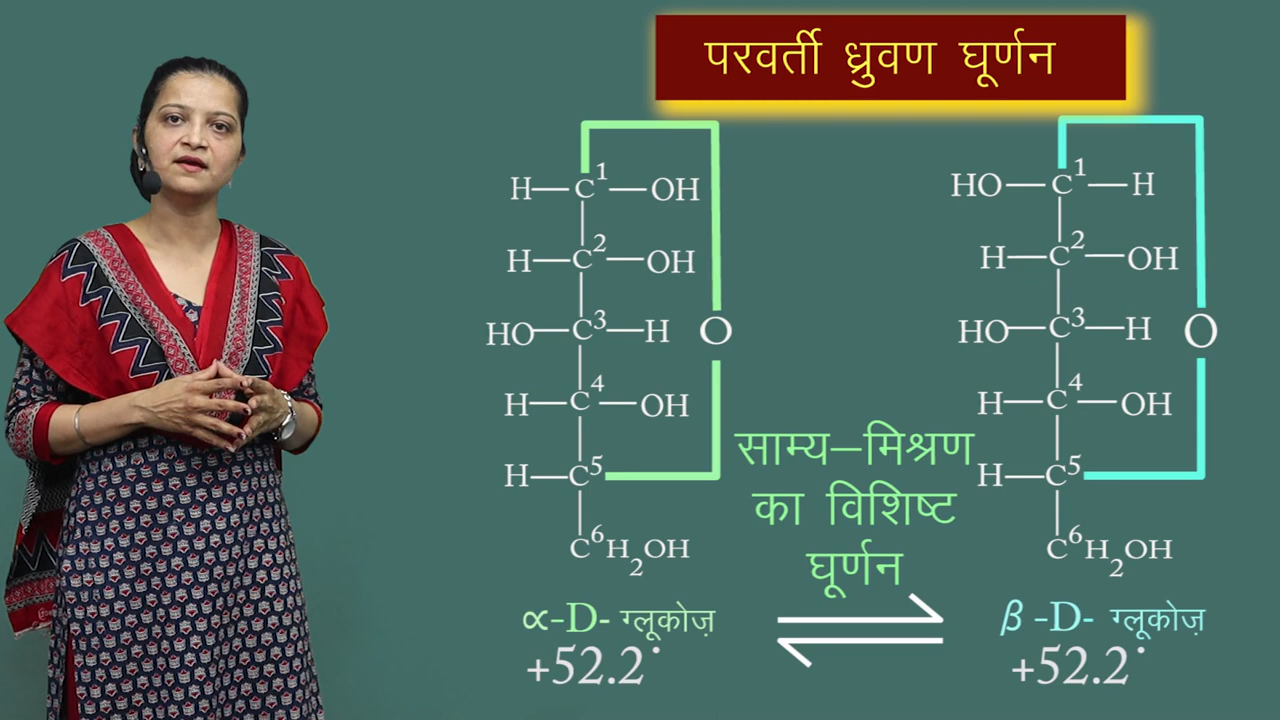 परवर्ती ध्रुवण घूर्णन
H—C¹—OH
H—C²—OH
HO—C³—H
O
H—C⁴—OH
H—C⁵
C⁶H₂OH
∝-D- ग्लूकोज़
+52.2˙
साम्य–मिश्रण
का विशिष्ट
घूर्णन
HO—C¹—H
H—C²—OH
HO—C³—H
O
H—C⁴—OH
H—C⁵
C⁶H₂OH
β -D- ग्लूकोज़
+52.2˙